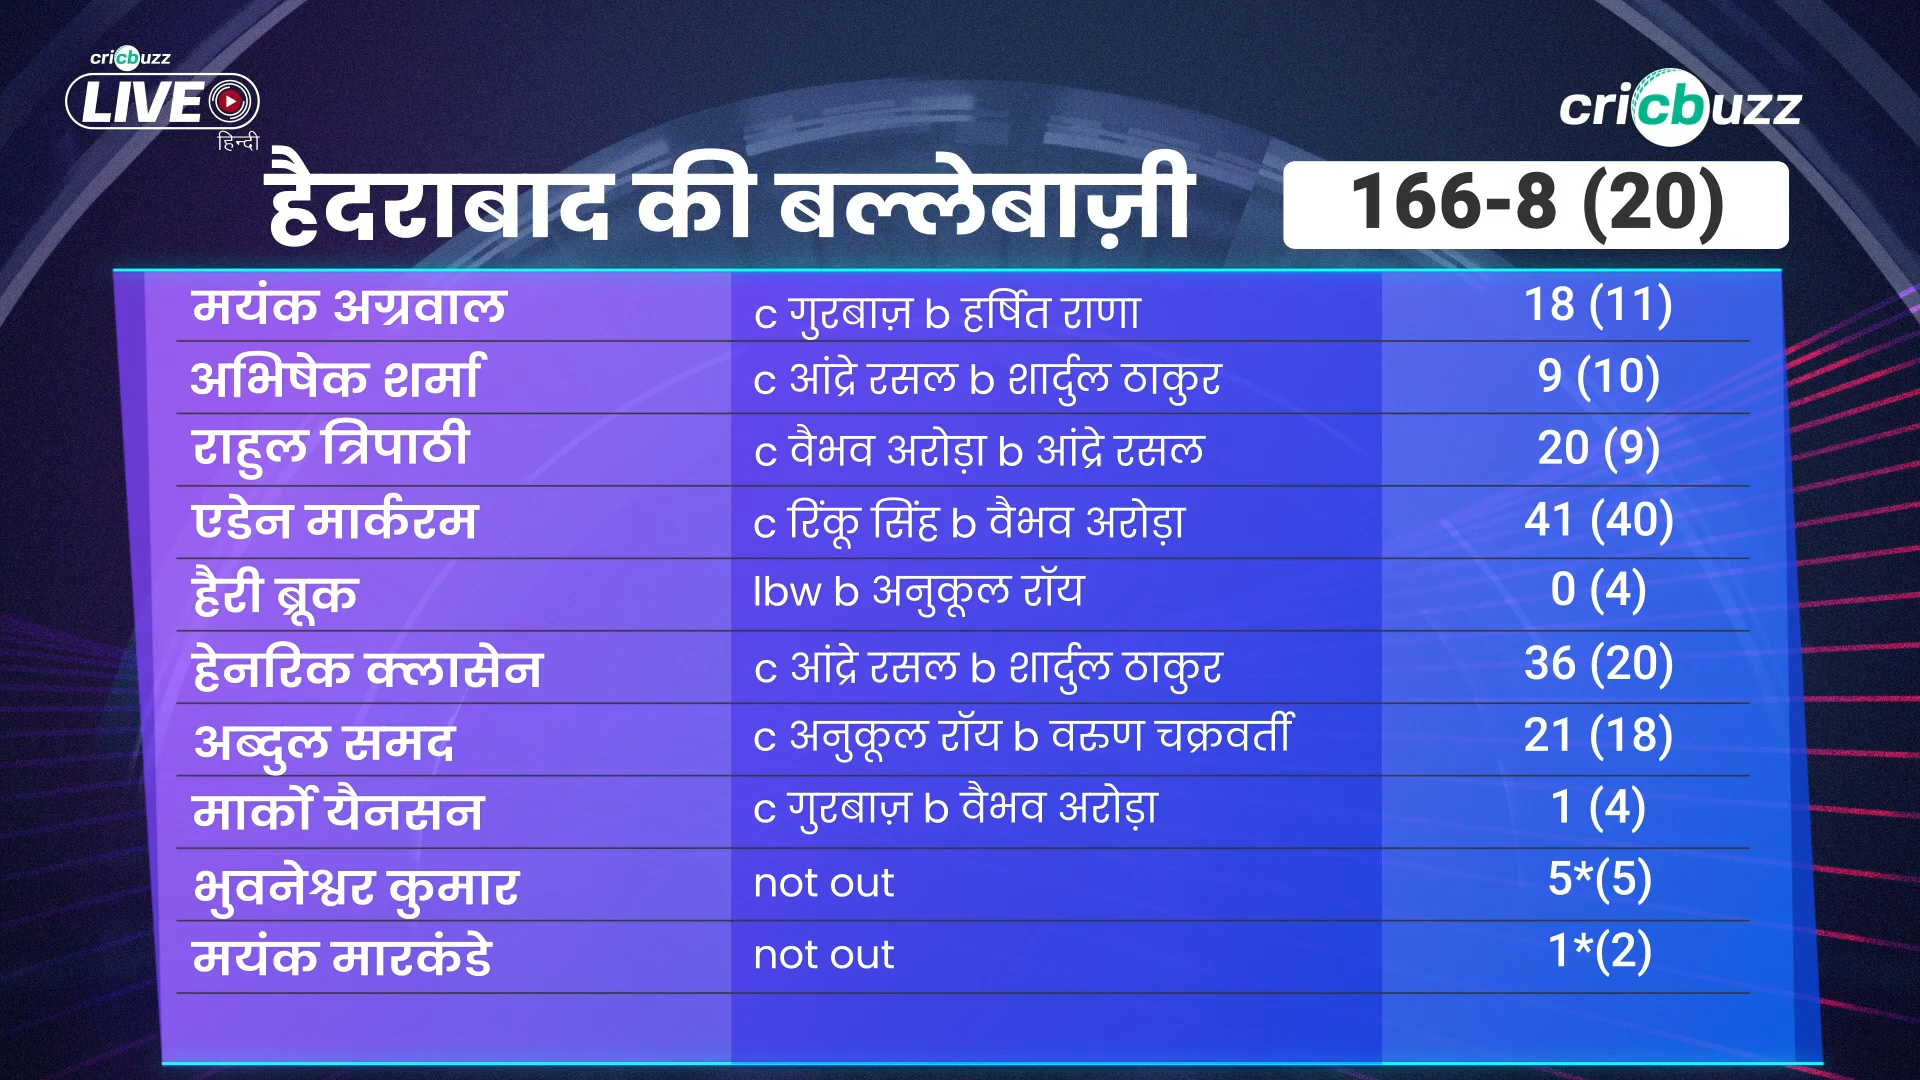 cricbuzz
LIVE
हिन्दी
cricbuzz
हैदराबाद की बल्लेबाज़ी 166-8 (20)
मयंक अग्रवाल c गुरबाज़ b हर्षित राणा 18 (11)
अभिषेक शर्मा c आंद्रे रसल b शार्दुल ठाकुर 9 (10)
राहुल त्रिपाठी c वैभव अरोड़ा b आंद्रे रसल 20 (9)
एडेन मार्करम c रिंकू सिंह b वैभव अरोड़ा 41 (40)
हैरी ब्रूक lbw b अनुकूल रॉय 0 (4)
हेनरिक क्लासेन c आंद्रे रसल b शार्दुल ठाकुर 36 (20)
अब्दुल समद c अनुकूल रॉय b वरुण चक्रवर्ती 21 (18)
मार्को यैनसन c गुरबाज़ b वैभव अरोड़ा 1 (4)
भुवनेश्वर कुमार not out 5*(5)
मयंक मारकंडे not out 1*(2)